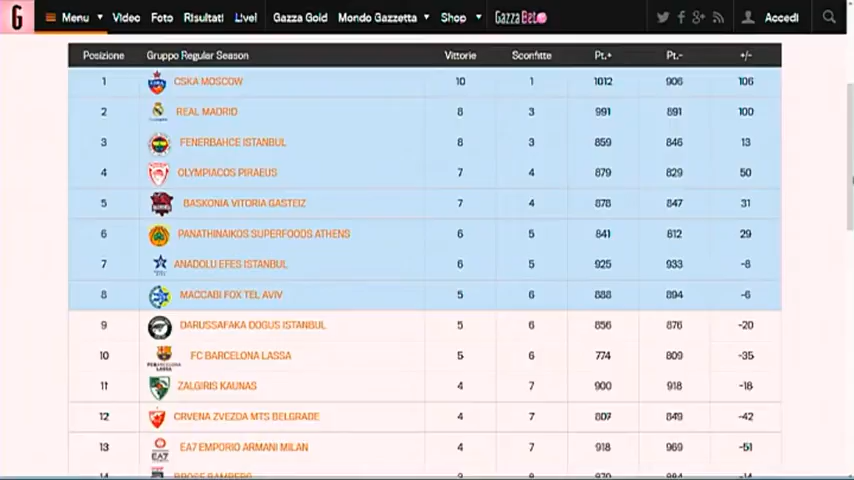 G Menu Video Foto Risultati Live! Gazza Gold Mondo Gazzetta Shop GazzaBet Accedi
Posizione Gruppo Regular Season Vittorie Sconfitte Pt.+ Pt.- +/-
1 CSKA MOSCOW 10 1 1012 906 106
2 REAL MADRID 8 3 991 891 100
3 FENERBAHCE ISTANBUL 8 3 859 846 13
4 OLYMPIACOS PIRAEUS 7 4 879 829 50
5 BASKONIA VITORIA GASTEIZ 7 4 878 847 31
6 PANATHINAIKOS SUPERFOODS ATHENS 6 5 841 812 29
7 ANADOLU EFES ISTANBUL 6 5 925 933 -8
8 MACCABI FOX TEL AVIV 5 6 888 894 -6
9 DARUSSAFAKA DOGUS ISTANBUL 5 6 856 876 -20
10 FC BARCELONA LASSA 5 6 774 809 -35
11 ZALGIRIS KAUNAS 4 7 900 918 -18
12 CRVENA ZVEZDA MTS BELGRADE 4 7 807 849 -42
13 EA7 EMPORIO ARMANI MILAN 4 7 918 969 -51
14 BROSE BAMBERG